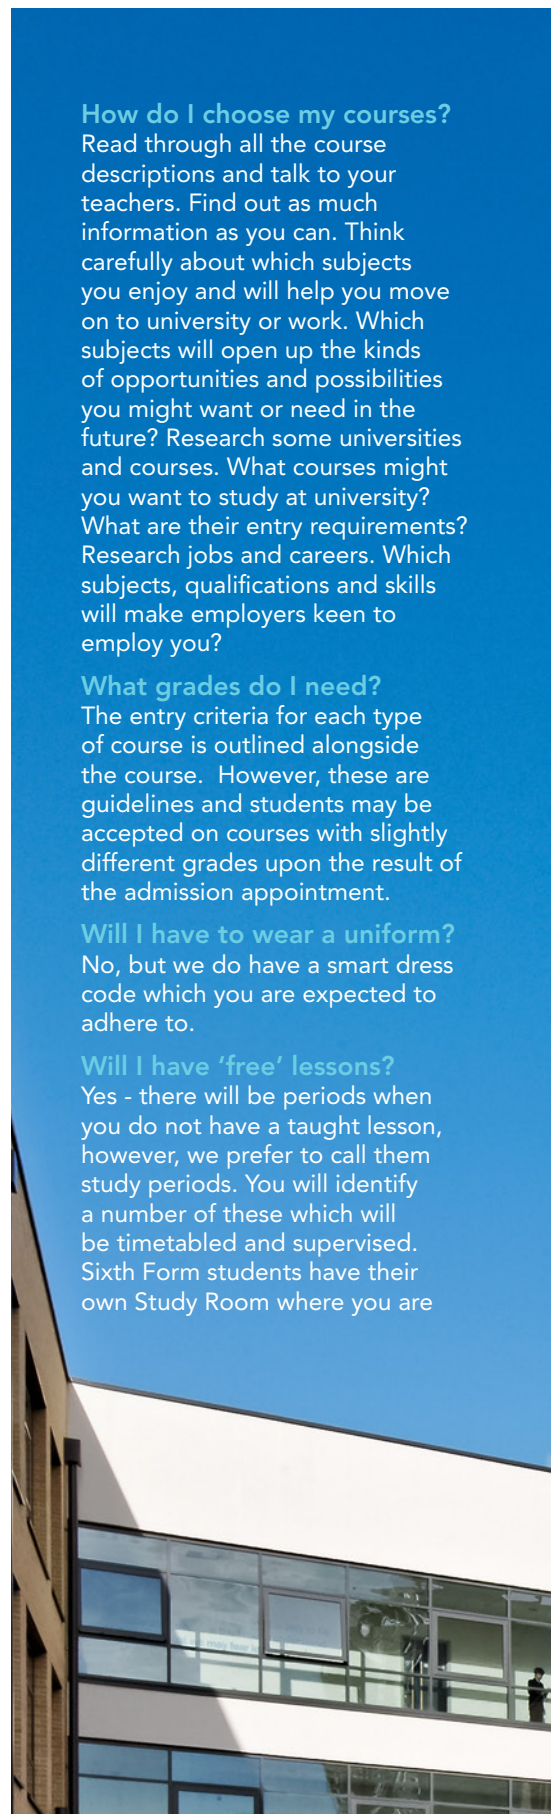 How do I choose my courses?
Read through all the course
descriptions and talk to your
teachers. Find out as much
information as you can. Think
carefully about which subjects
you enjoy and will help you move
on to university or work. Which
subjects will open up the kinds
of opportunities and possibilities
you might want or need in the
future? Research some universities
and courses. What courses might
you want to study at university?
What are their entry requirements?
Research jobs and careers. Which
subjects, qualifications and skills
will make employers keen to
employ you?
What grades do I need?
The entry criteria for each type
of course is outlined alongside
the course.  However, these are
guidelines and students may be
accepted on courses with slightly
different grades upon the result of
the admission appointment.
Will I have to wear a uniform?
No, but we do have a smart dress
code which you are expected to
adhere to.
Will I have ‘free’ lessons?
Yes - there will be periods when
you do not have a taught lesson,
however, we prefer to call them
study periods. You will identify
a number of these which will
be timetabled and supervised.
Sixth Form students have their
own Study Room where you are